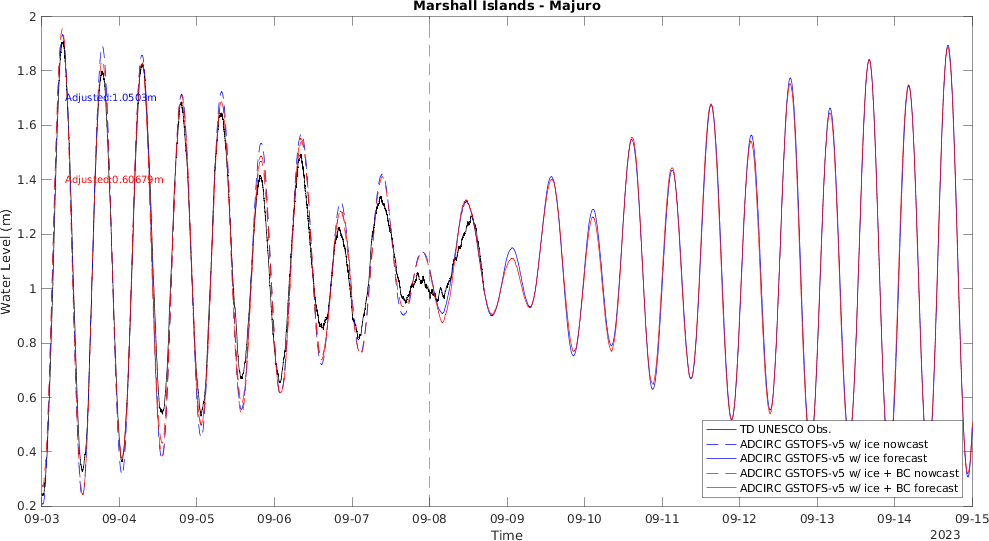 Marshall Islands - Majuro
2
1.8
Adjusted:1.0503m
1.6
Adjusted:0.60679m
1.4
1.2
1
0.8
0.6
0.4
0.2
Water Level (m)
TD UNESCO Obs.
ADCIRC GSTOFS-v5 w/ ice nowcast
ADCIRC GSTOFS-v5 w/ ice forecast
ADCIRC GSTOFS-v5 w/ ice + BC nowcast
ADCIRC GSTOFS-v5 w/ ice + BC forecast
09-03 09-04 09-05 09-06 09-07 09-08 09-09 09-10 09-11 09-12 09-13 09-14 09-15
Time
2023